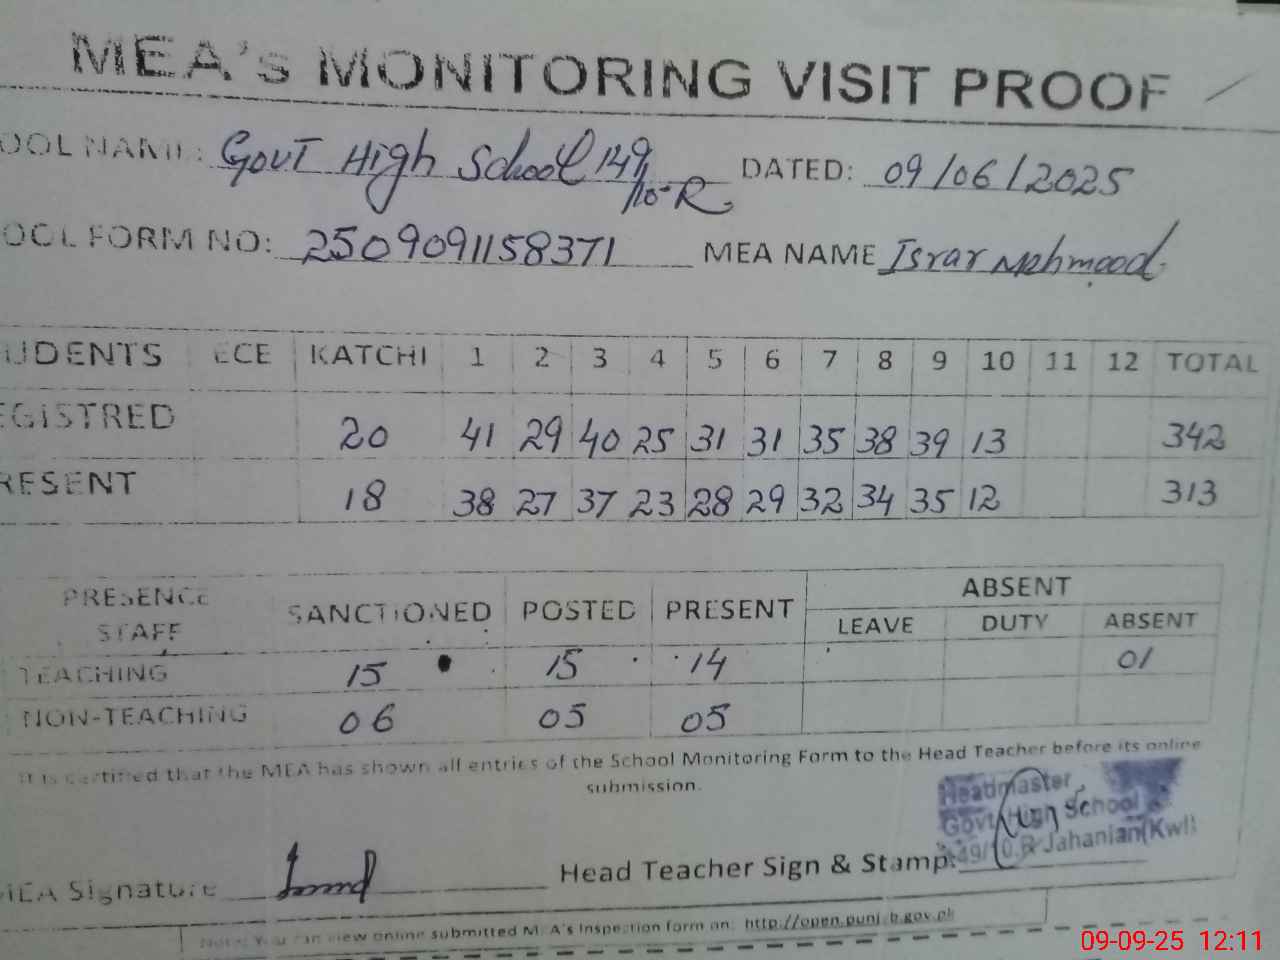 MEA's MONITORING VISIT PROOF
OOL NAME: Govt High School 149/10-R DATED: 09/06/2025
OOL FORM NO: 2509091158371 MEA NAME Israr Mehmood
UDENTS ECE KATCHI 1 2 3 4 5 6 7 8 9 10 11 12 TOTAL
EGISTRED 20 41 29 40 25 31 31 35 38 39 13 342
RESENT 18 38 27 37 23 28 29 32 34 35 12 313
PRESENCE STAFF SANCTIONED POSTED PRESENT ABSENT
LEAVE DUTY ABSENT
TEACHING 15 15 14 01
NON-TEACHING 06 05 05
It is certified that the MEA has shown all entries of the School Monitoring Form to the Head Teacher before its online
submission.
Headmaster
Govt High School
149/10.R Jahanian(Kwl)
MEA Signature Head Teacher Sign & Stamp:
Note: You can view online submitted MEA's Inspection form on: http://open.punjab.gov.pk
09-09-25 12:11